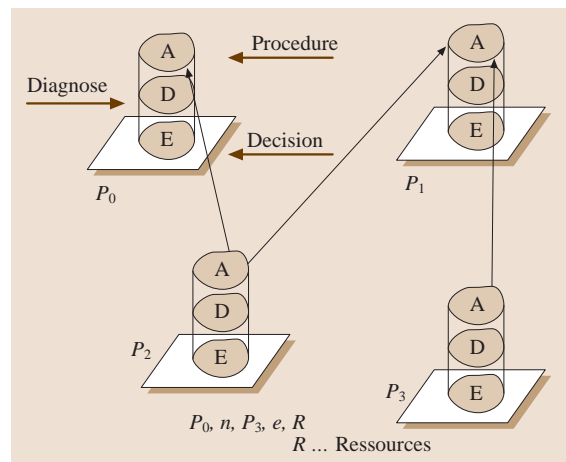 A
Procedure
A
Diagnose
D
D
E
Decision
E
P0
P1
A
A
D
D
P2
E
P3
E
P0, n, P3, e, R
R ... Ressources